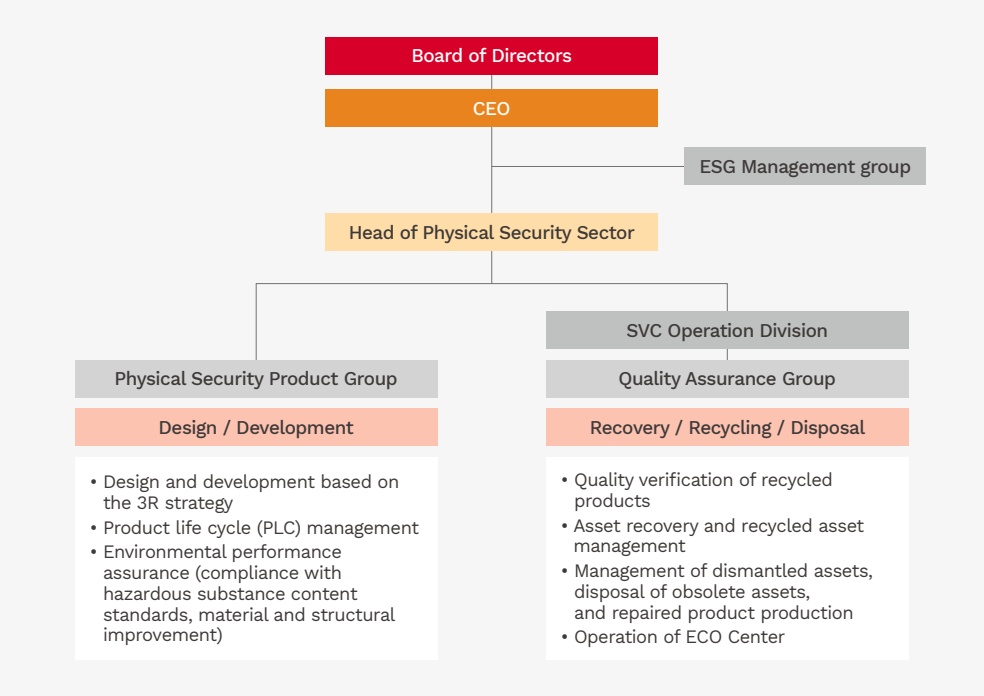 Board of Directors
CEO
ESG Management group
Head of Physical Security Sector
SVC Operation Division
Physical Security Product Group
Quality Assurance Group
Design / Development
Recovery / Recycling / Disposal
• Design and development based on
the 3R strategy
• Product life cycle (PLC) management
• Environmental performance
assurance (compliance with
hazardous substance content
standards, material and structural
improvement)
• Quality verification of recycled
products
• Asset recovery and recycled asset
management
• Management of dismantled assets,
disposal of obsolete assets,
and repaired product production
• Operation of ECO Center